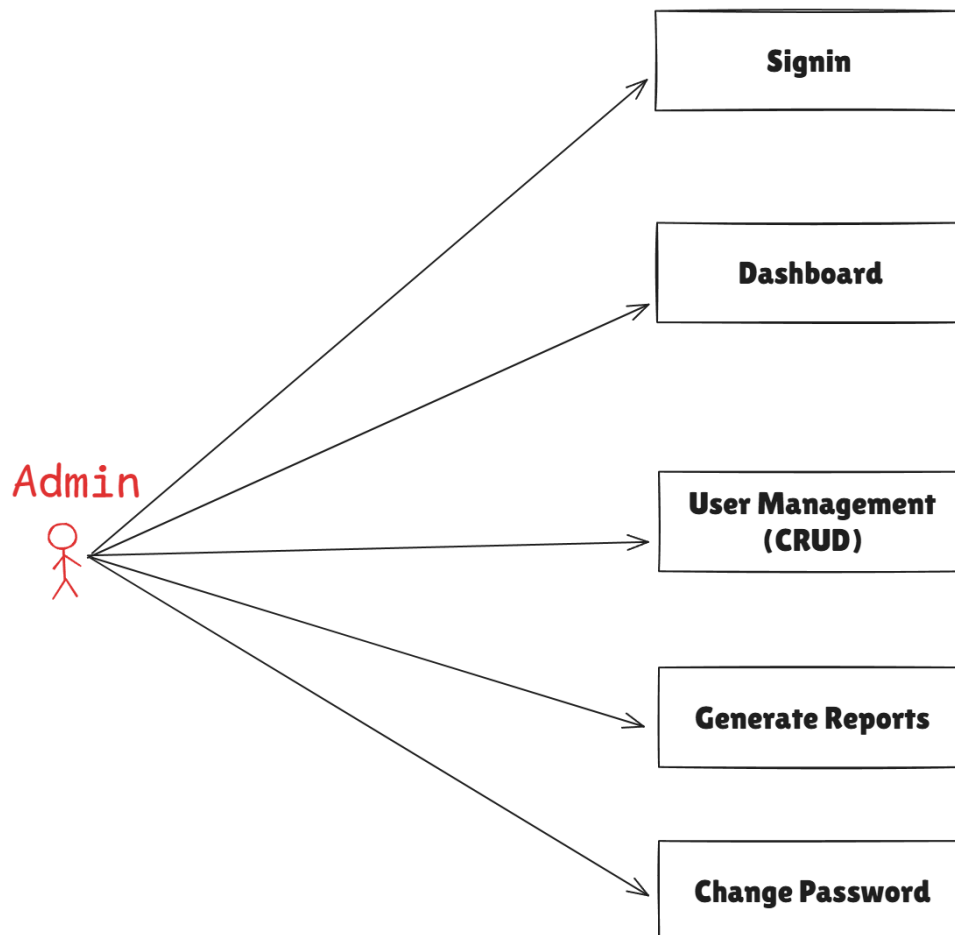 Signin
Dashboard
Admin
User Management
(CRUD)
Generate Reports
Change Password